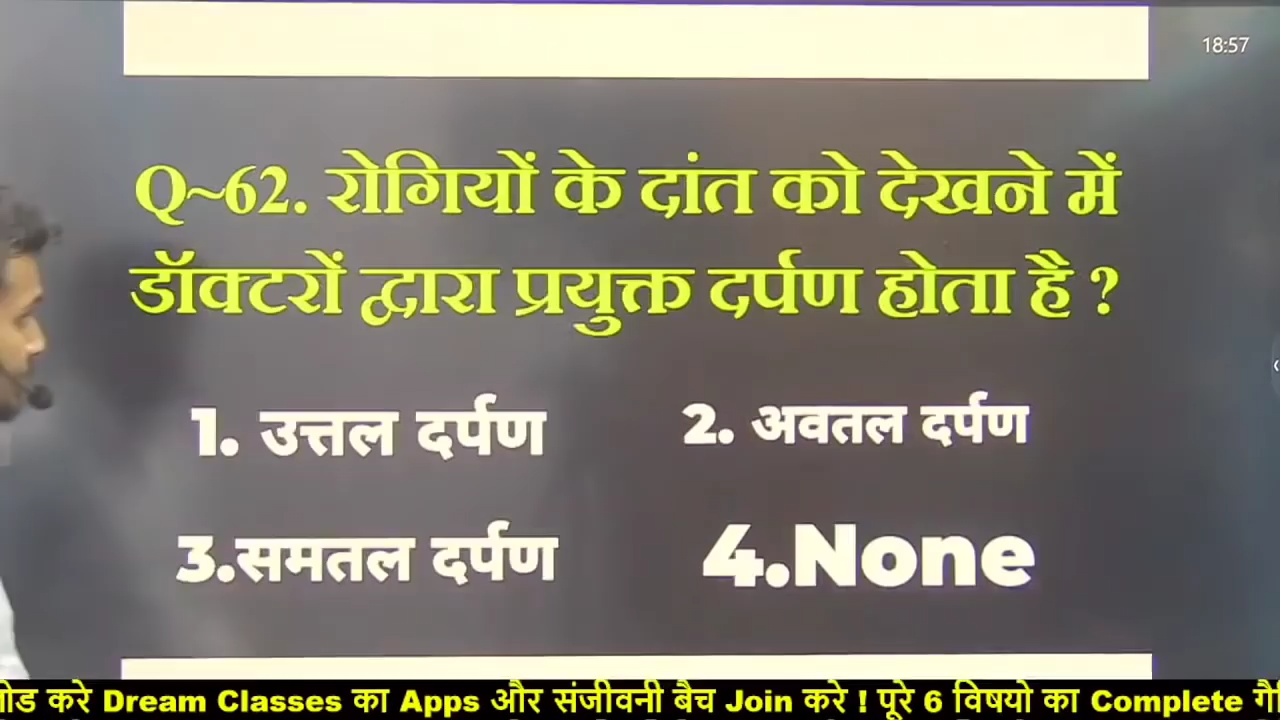 18:57
Q~62. रोगियों के दांत को देखने में
डॉक्टरों द्वारा प्रयुक्त दर्पण होता है ?
1. उत्तल दर्पण
2. अवतल दर्पण
3.समतल दर्पण
4.None
करे Dream Classes का Apps और संजीवनी बैच Join करे ! पूरे 6 विषयो का Complete